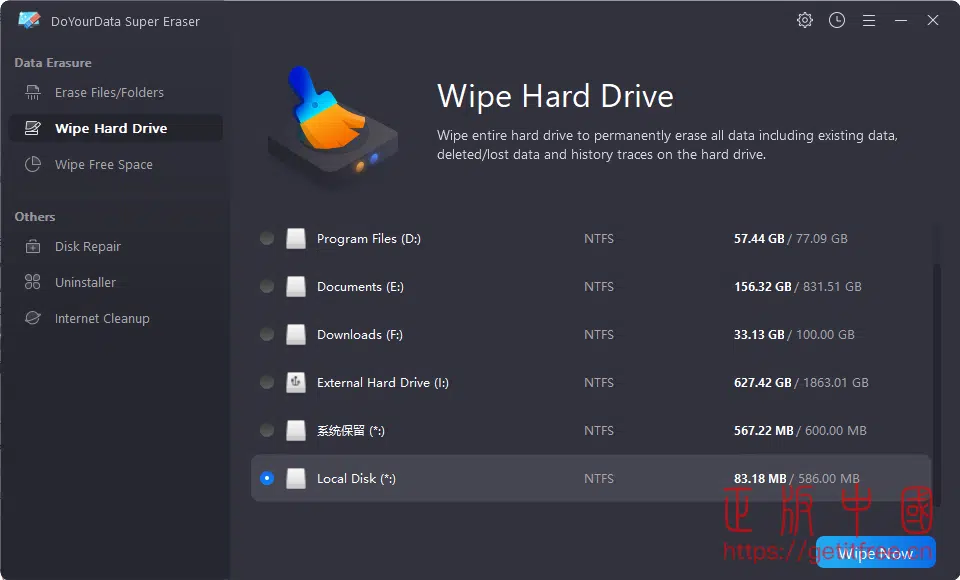 DoYourData Super Eraser
Data Erasure
Erase Files/Folders
Wipe Hard Drive
Wipe Free Space
Others
Disk Repair
Uninstaller
Internet Cleanup
Wipe Hard Drive
Wipe entire hard drive to permanently erase all data including existing data,
deleted/lost data and history traces on the hard drive.
Program Files (D:) NTFS 57.44 GB / 77.09 GB
Documents (E:) NTFS 156.32 GB / 831.51 GB
Downloads (F:) NTFS 33.13 GB / 100.00 GB
External Hard Drive (I:) NTFS 627.42 GB / 1863.01 GB
系统保留 (*:) NTFS 567.22 MB / 600.00 MB
Local Disk (*:) NTFS 83.18 MB / 586.00 MB
正版中國
https://getitfree.cn
Wipe Now